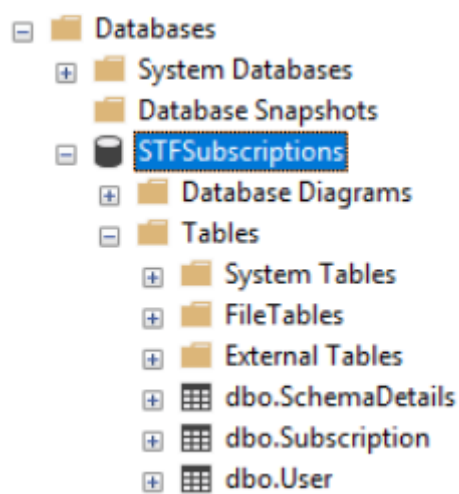 Databases
System Databases
Database Snapshots
STFSubscriptions
Database Diagrams
Tables
System Tables
FileTables
External Tables
dbo.SchemaDetails
dbo.Subscription
dbo.User